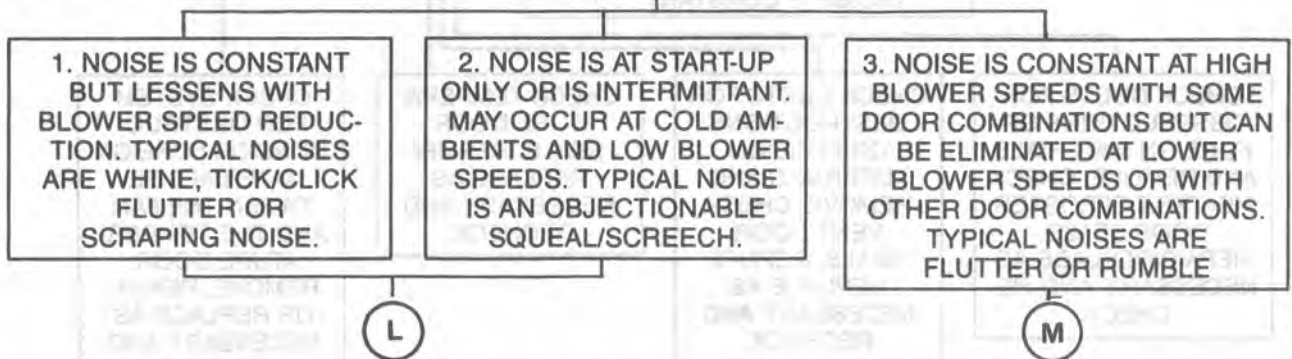 1. NOISE IS CONSTANT
BUT LESSENS WITH
BLOWER SPEED REDUC-
TION. TYPICAL NOISES
ARE WHINE, TICK/CLICK
FLUTTER OR
SCRAPING NOISE.
2. NOISE IS AT START-UP
ONLY OR IS INTERMITTANT.
MAY OCCUR AT COLD AM-
BIENTS AND LOW BLOWER
SPEEDS. TYPICAL NOISE
IS AN OBJECTIONABLE
SQUEAL/SCREECH.
3. NOISE IS CONSTANT AT HIGH
BLOWER SPEEDS WITH SOME
DOOR COMBINATIONS BUT CAN
BE ELIMINATED AT LOWER
BLOWER SPEEDS OR WITH
OTHER DOOR COMBINATIONS.
TYPICAL NOISES ARE
FLUTTER OR RUMBLE
L
M